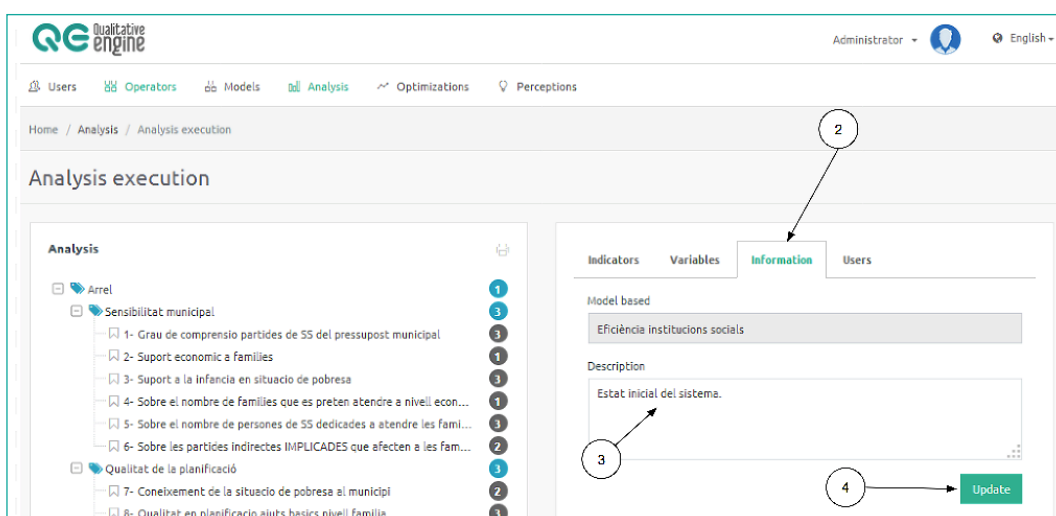 QE Qualitative engine
Administrator
English
Users
Operators
Models
Analysis
Optimizations
Perceptions
Home / Analysis / Analysis execution
2
Analysis execution
Analysis
Arrel 1
Sensibilitat municipal 3
1- Grau de comprensio partides de SS del pressupost municipal 3
2- Suport economic a families 1
3- Suport a la infancia en situacio de pobresa 3
4- Sobre el nombre de families que es preten atendre a nivell econ... 1
5- Sobre el nombre de persones de SS dedicades a atendre les fami... 3
6- Sobre les partides indirectes IMPLICADES que afecten a les fam... 2
Qualitat de la planificació 3
7- Coneixement de la situacio de pobresa al municipi 2
8- Qualitat en planificacio ajuts basics nivell familia 3
Indicators
Variables
Information
Users
Model based
Eficiència institucions socials
Description
Estat inicial del sistema.
3
4
Update